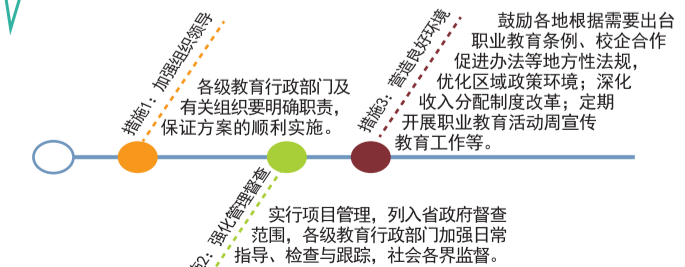 措施1：加强组织领导
各级教育行政部门及
有关组织要明确职责，
保证方案的顺利实施。
措施2：强化管理督查
实行项目管理，列入省政府督查
范围，各级教育行政部门加强日常
指导、检查与跟踪，社会各界监督。
措施3：营造良好环境
鼓励各地根据需要出台
职业教育条例、校企合作
促进办法等地方性法规，
优化区域政策环境；深化
收入分配制度改革；定期
开展职业教育活动周宣传
教育工作等。